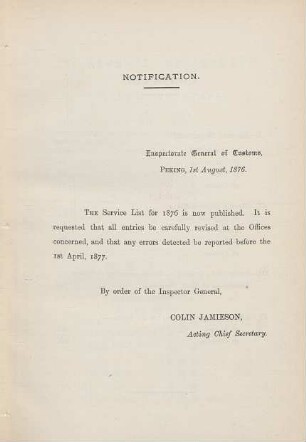 NOTIFICATION.
Inspectorate General of Customs,
PEKING, 1st August, 1876.
THE Service List for 1876 is now published. It is
requested that all entries be carefully revised at the Offices
concerned, and that any errors detected be reported before the
1st April, 1877.
By order of the Inspector General,
COLIN JAMIESON,
Acting Chief Secretary.